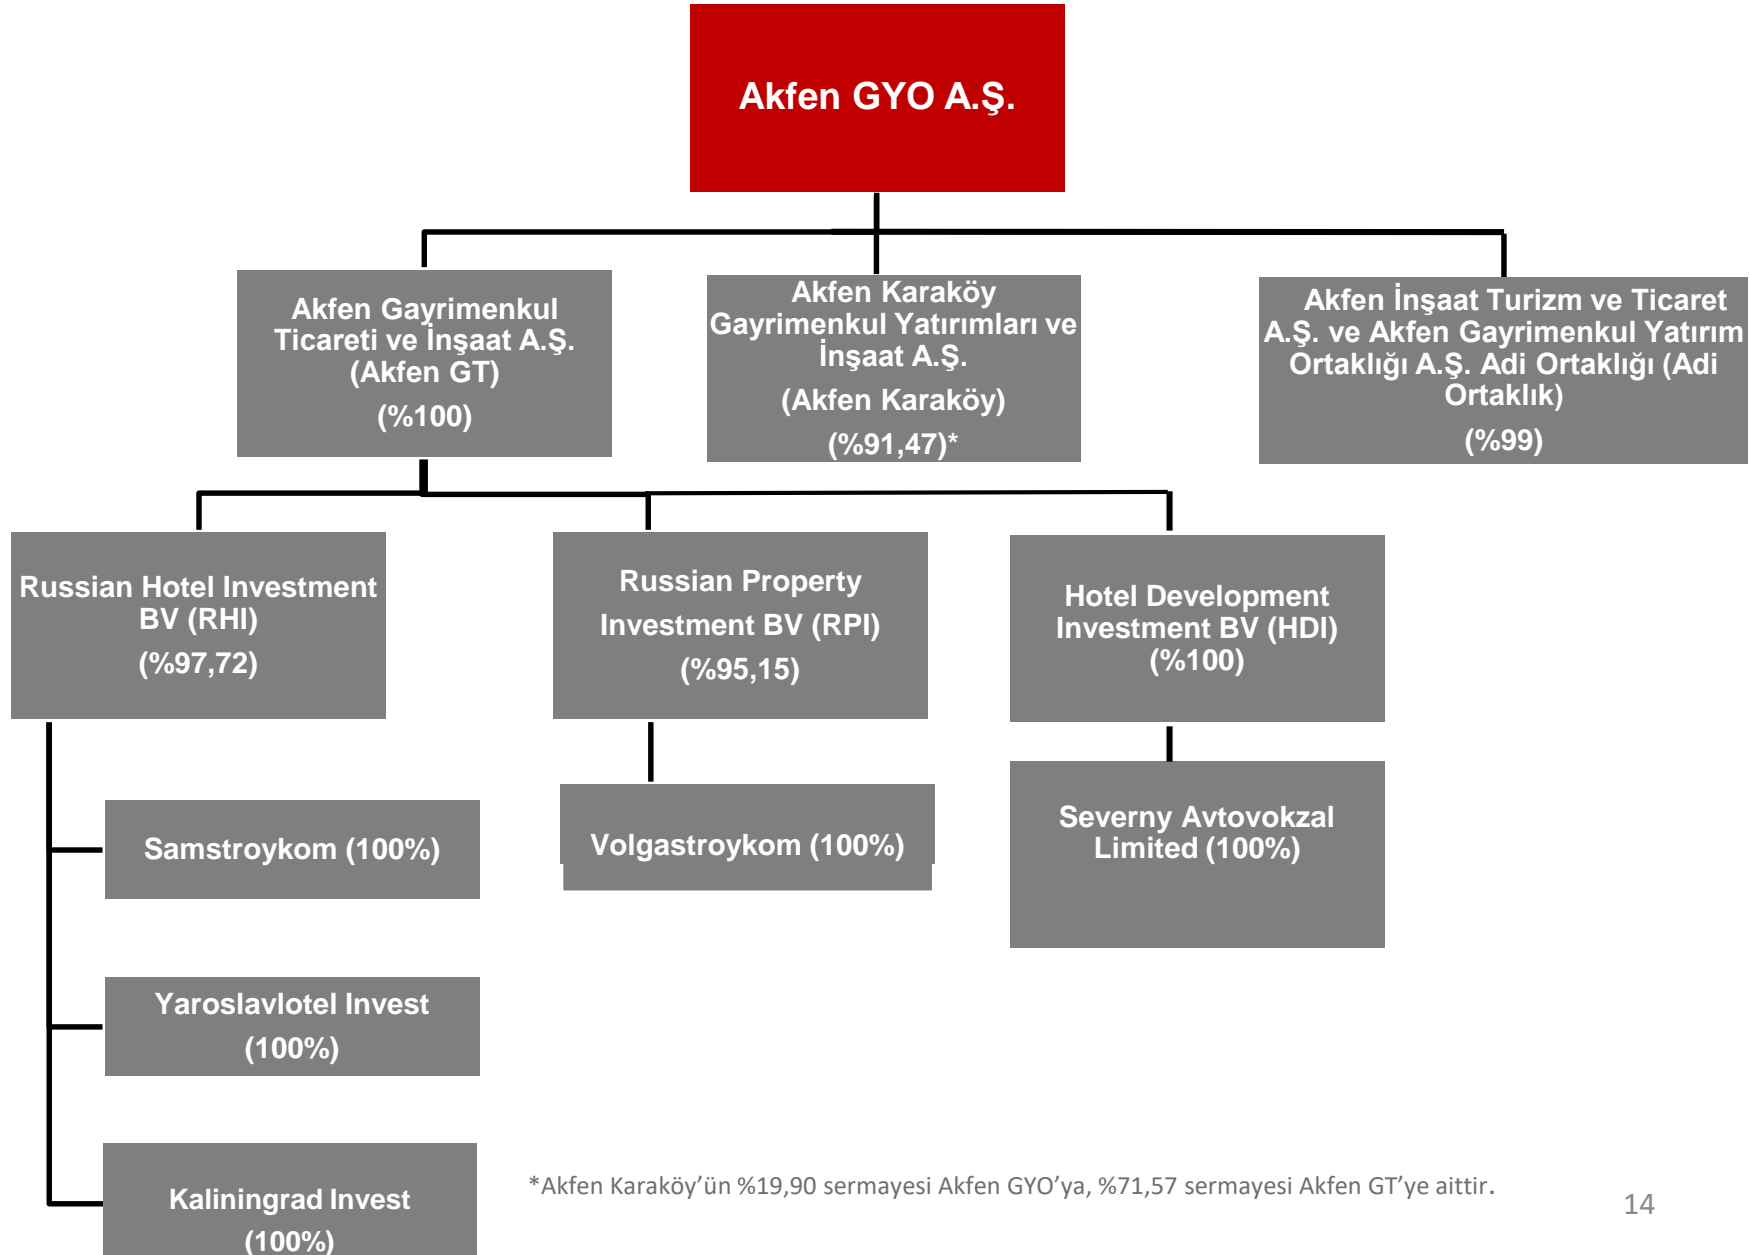 Akfen GYO A.Ş.
Akfen Gayrimenkul
Ticareti ve İnşaat A.Ş.
(Akfen GT)
(%100)
Akfen Karaköy
Gayrimenkul Yatırımları ve
İnşaat A.Ş.
(Akfen Karaköy)
(%91,47)*
Akfen İnşaat Turizm ve Ticaret
A.Ş. ve Akfen Gayrimenkul Yatırım
Ortaklığı A.Ş. Adi Ortaklığı (Adi
Ortaklık)
(%99)
Russian Hotel Investment
BV (RHI)
(%97,72)
Russian Property
Investment BV (RPI)
(%95,15)
Hotel Development
Investment BV (HDI)
(%100)
Samstroykom (100%)
Volgastroykom (100%)
Severny Avtovokzal
Limited (100%)
Yaroslavlotel Invest
(100%)
Kaliningrad Invest
(100%)
*Akfen Karaköy’ün %19,90 sermayesi Akfen GYO’ya, %71,57 sermayesi Akfen GT’ye aittir.
14